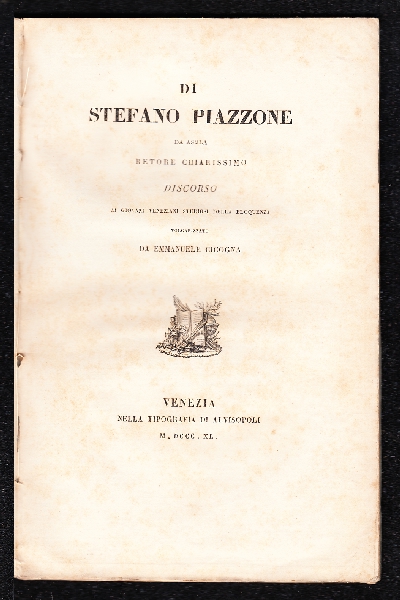 DI
STEFANO PIAZZONE
DA ASOLA
RETORE CHIARISSIMO
DISCORSO
AI GIOVANI VENEZIANI STUDIOSI DELLA ELOQUENZA
DA EMMANUELE CICOGNA
VENEZIA
NELLA TIPOGRAFIA DI ALVISOPOLI
M. DCCC. XL.